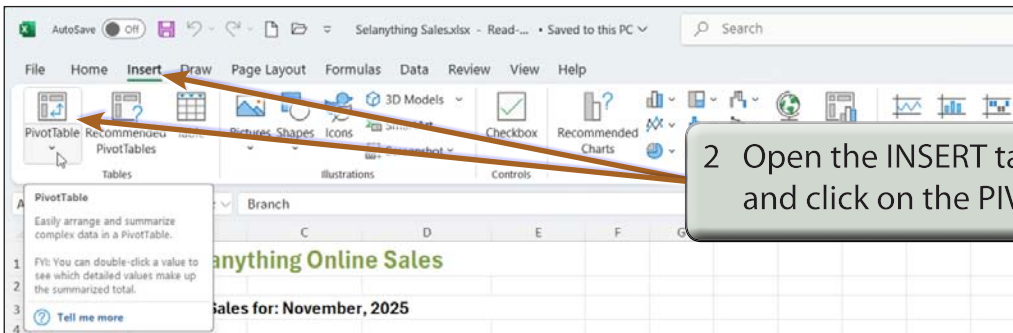 AutoSave Off Selanything Sales.xlsx - Read-... • Saved to this PC Search
File Home Insert Draw Page Layout Formulas Data Review View Help
PivotTable Recommended PivotTables Table Pictures Shapes Icons 3D Models SmartArt Screenshot Checkbox Recommended Charts
Tables Illustrations Controls
2 Open the INSERT ta
and click on the PIV
A Branch
PivotTable
Easily arrange and summarize
complex data in a PivotTable.
FYI: You can double-click a value to
see which detailed values make up
the summarized total.
Tell me more
C D E F G
1 anything Online Sales
2
3 Sales for: November, 2025
4